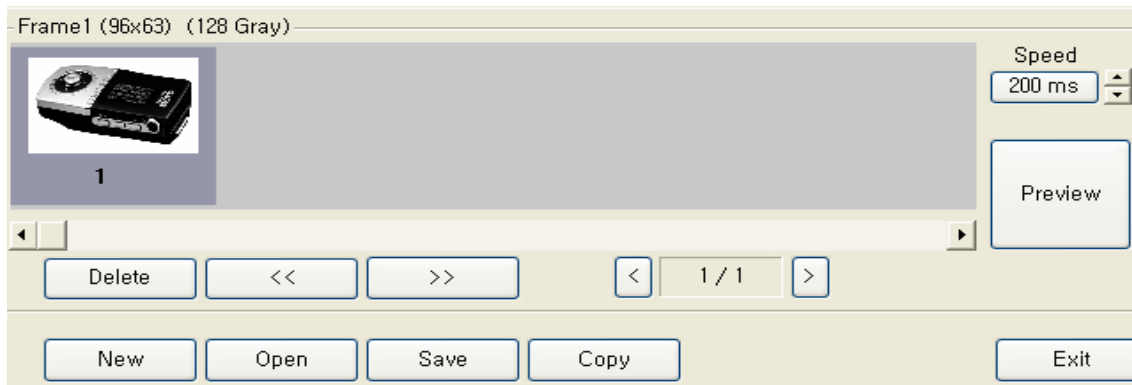 Frame1 (96x63) (128 Gray)
Speed
200 ms
1
Preview
Delete << >> < 1 / 1 >
New Open Save Copy Exit